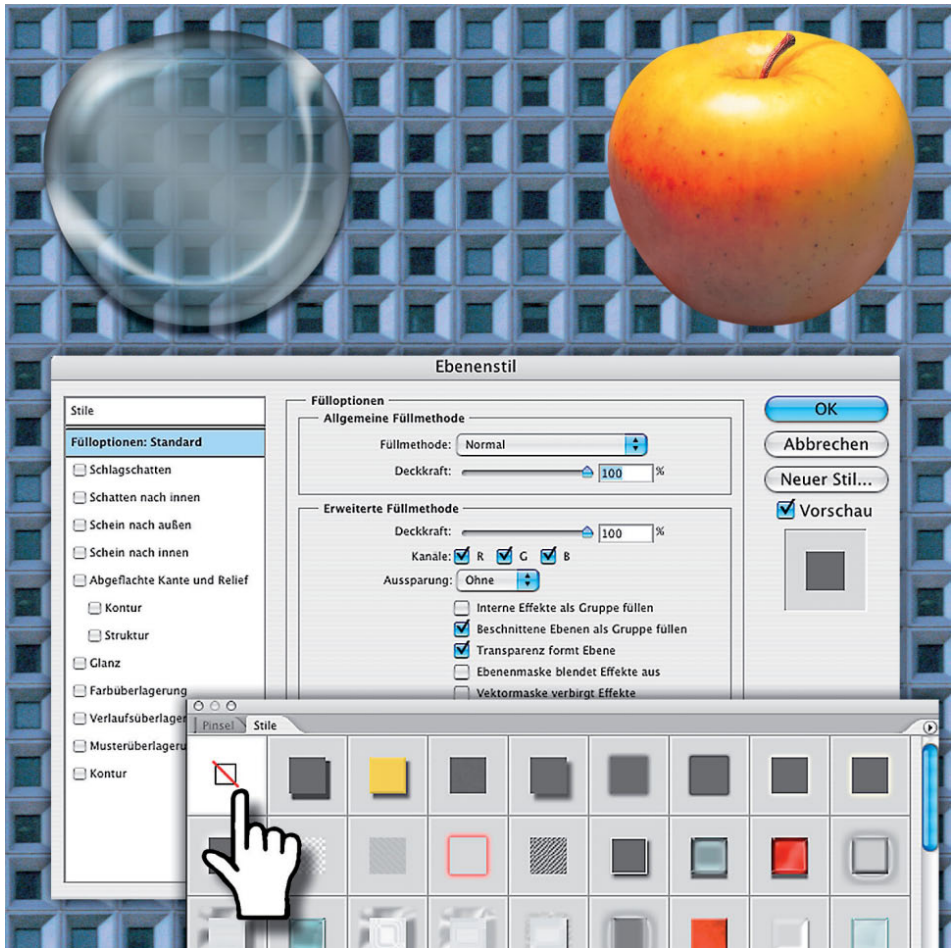 Ebenenstil
Stile
Fülloptionen: Standard
Schlagschatten
Schatten nach innen
Schein nach außen
Schein nach innen
Abgeflachte Kante und Relief
Kontur
Struktur
Glanz
Farbüberlagerung
Verlaufsüberlager
Musterüberlageru
Kontur
Fülloptionen
Allgemeine Füllmethode
Füllmethode: Normal
Deckkraft: 100 %
Erweiterte Füllmethode
Deckkraft: 100 %
Kanäle: R G B
Aussparung: Ohne
Interne Effekte als Gruppe füllen
Beschnittene Ebenen als Gruppe füllen
Transparenz formt Ebene
Ebenenmaske blendet Effekte aus
Vektormaske verbirgt Effekte
OK
Abbrechen
Neuer Stil...
Vorschau
Pinsel Stile